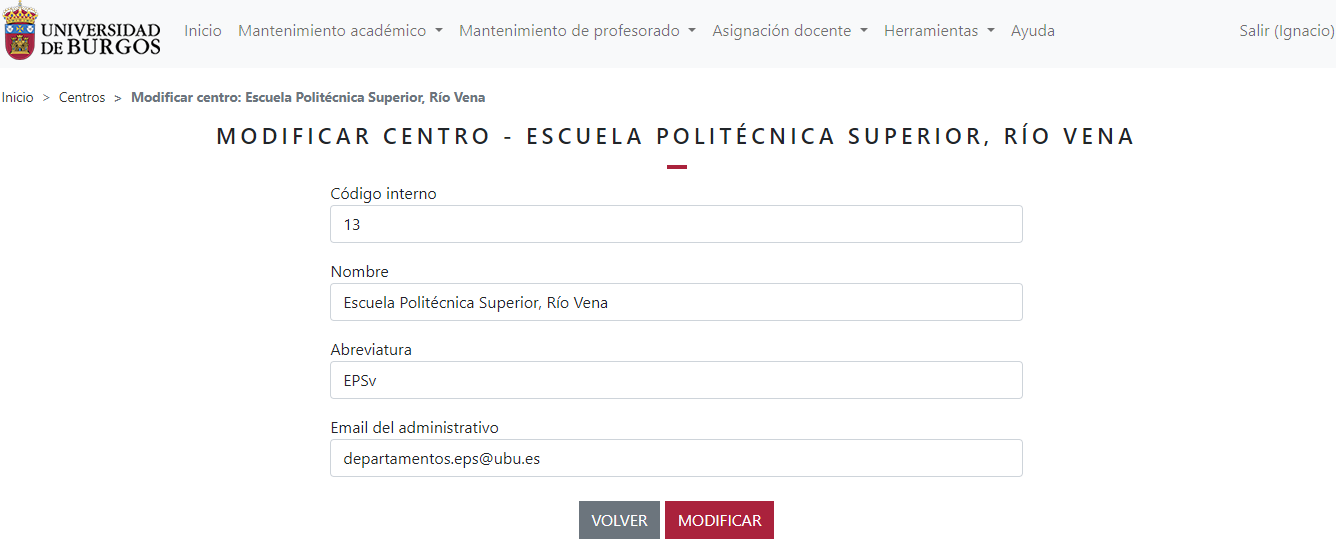 UNIVERSIDAD
DE BURGOS
Inicio Mantenimiento académico Mantenimiento de profesorado Asignación docente Herramientas Ayuda Salir (Ignacio)
Inicio > Centros > Modificar centro: Escuela Politécnica Superior, Río Vena
MODIFICAR CENTRO - ESCUELA POLITÉCNICA SUPERIOR, RÍO VENA
Código interno
13
Nombre
Escuela Politécnica Superior, Río Vena
Abreviatura
EPSv
Email del administrativo
departamentos.eps@ubu.es
VOLVER MODIFICAR